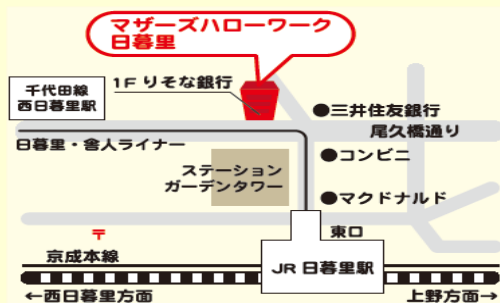 マザーズハローワーク
日暮里
千代田線
西日暮里駅
1F りそな銀行
●三井住友銀行
尾久橋通り
日暮里・舎人ライナー
●コンビニ
ステーション
ガーデンタワー
●マクドナルド
〒
東口
京成本線
JR 日暮里駅
←西日暮里方面
上野方面→